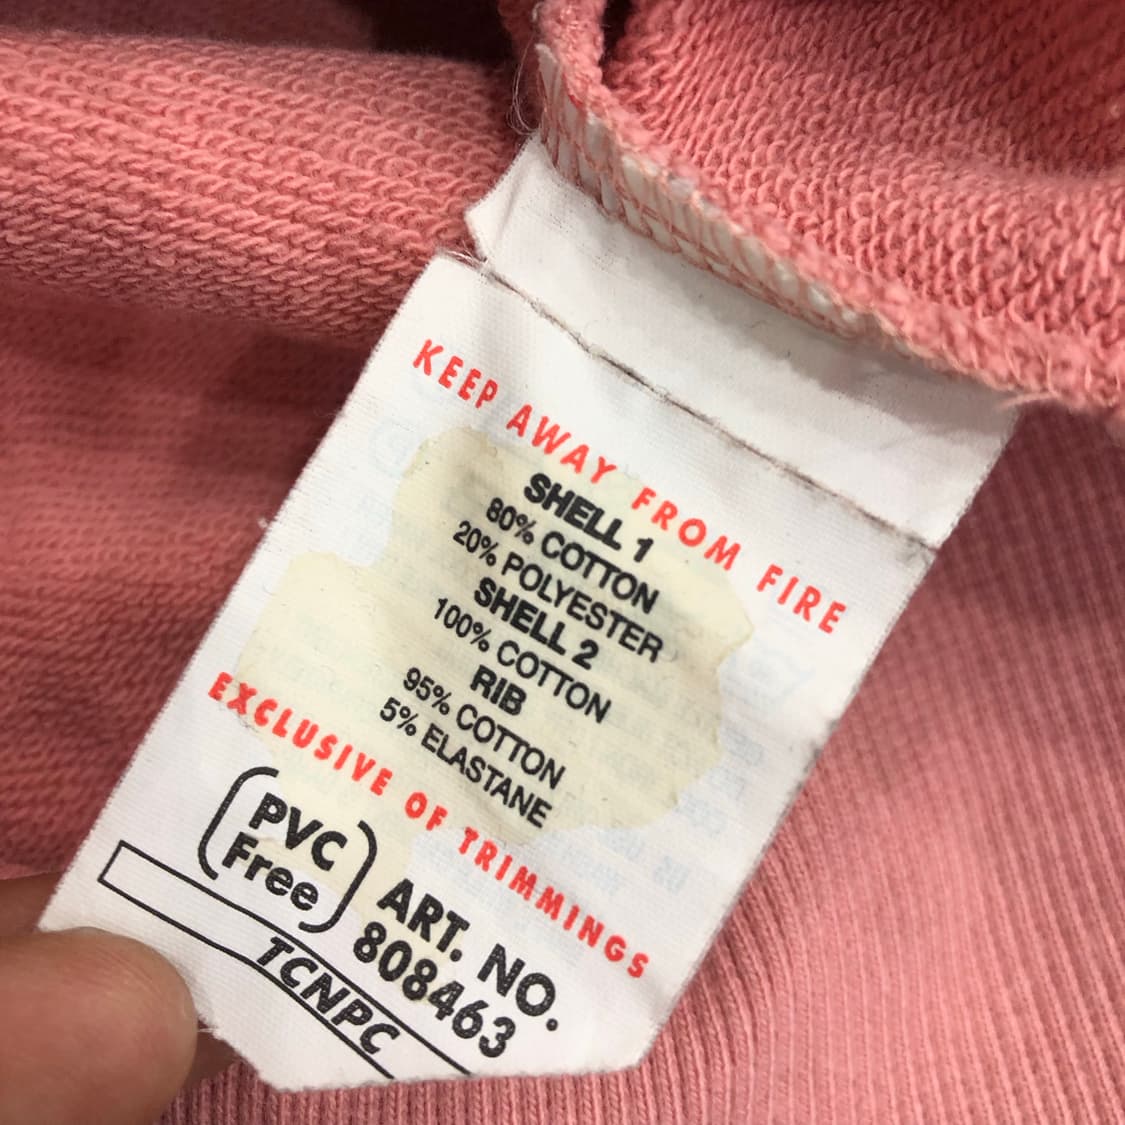 KEEP AWAY FROM FIRE
SHELL 1
80% COTTON
20% POLYESTER
SHELL 2
100% COTTON
RIB
95% COTTON
5% ELASTANE
EXCLUSIVE OF TRIMMINGS
PVC
Free
ART. NO.
808463
TCNPC